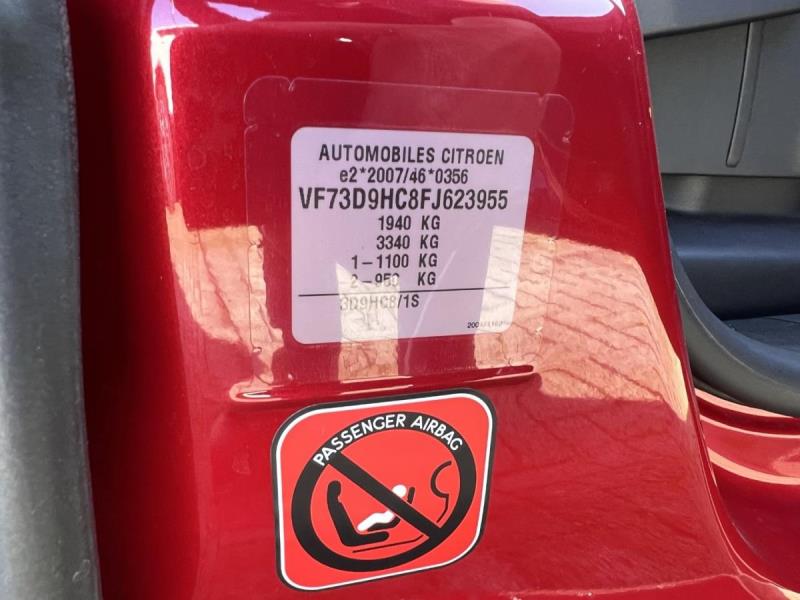 AUTOMOBILES CITROEN
e2*2007/46*0356
VF73D9HC8FJ623955
1940 KG
3340 KG
1-1100 KG
2-950 KG
3D9HC8/1S
PASSENGER AIRBAG